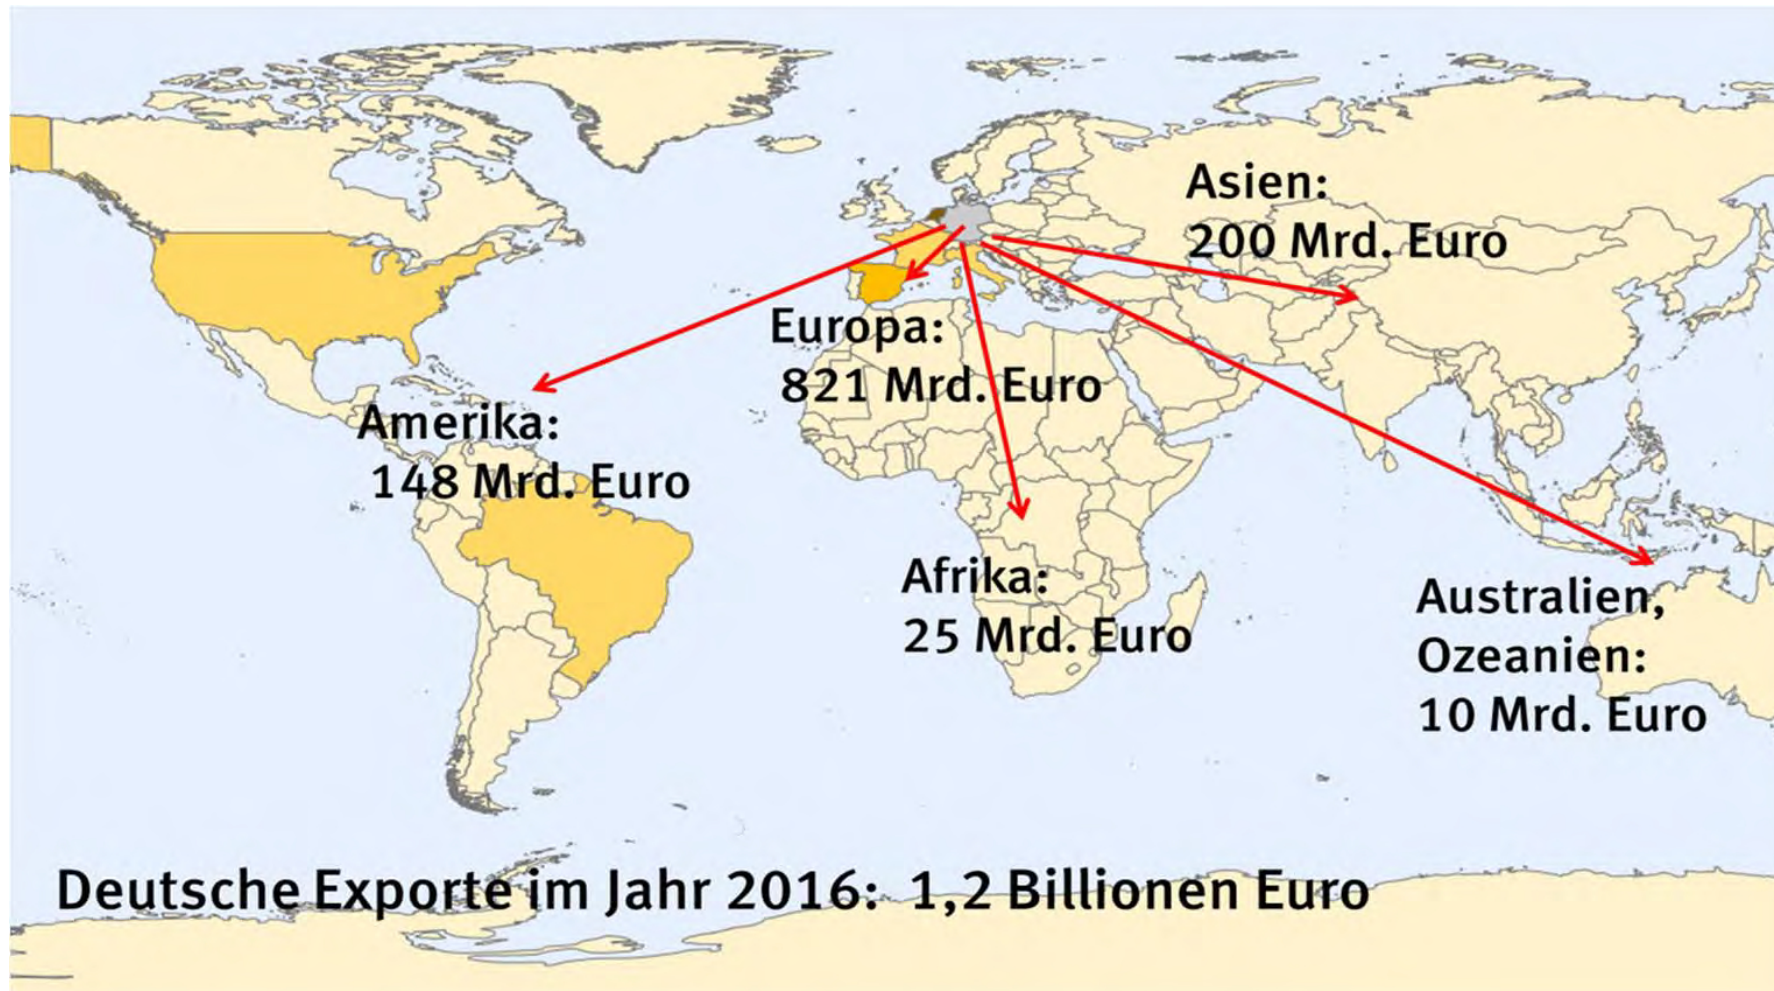 Asien:
200 Mrd. Euro
Europa:
821 Mrd. Euro
Amerika:
148 Mrd. Euro
Afrika:
25 Mrd. Euro
Australien,
Ozeanien:
10 Mrd. Euro
Deutsche Exporte im Jahr 2016: 1,2 Billionen Euro